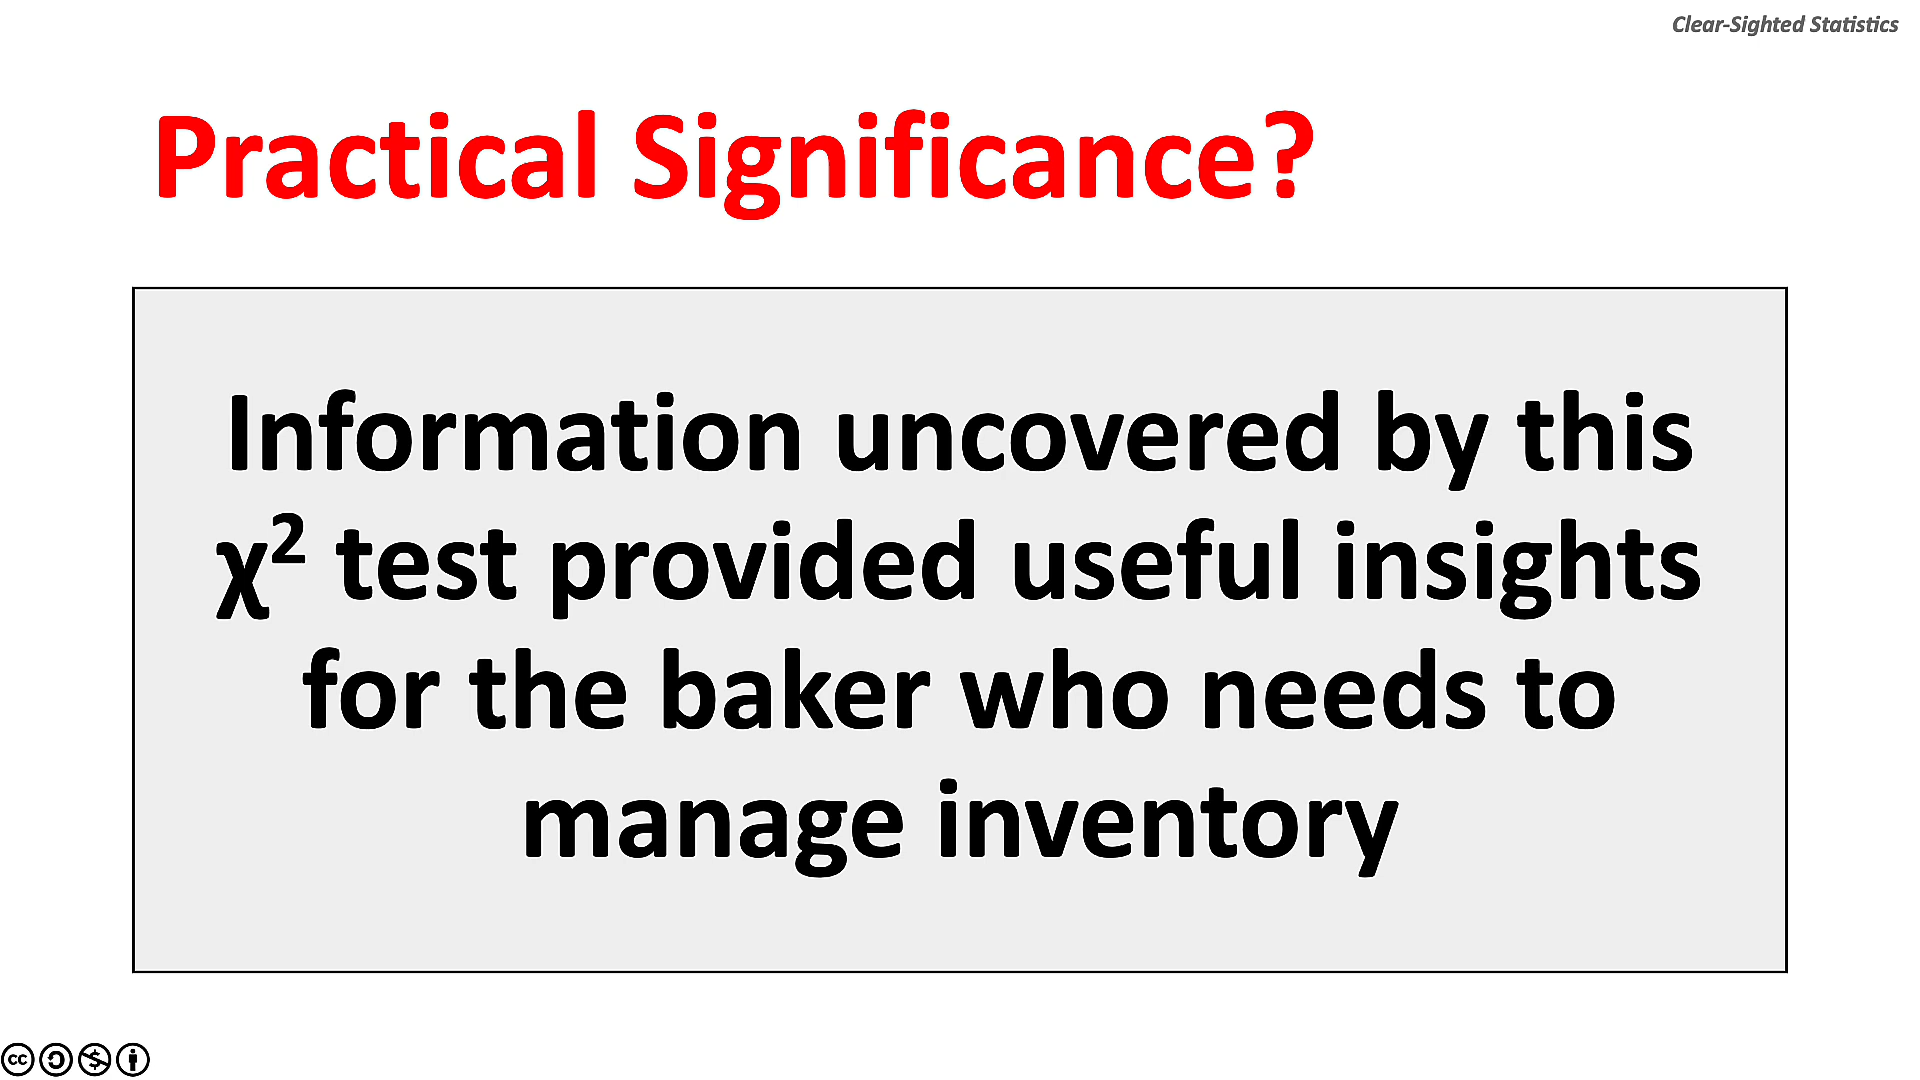 Clear-Sighted Statistics
Practical Significance?
Information uncovered by this
χ² test provided useful insights
for the baker who needs to
manage inventory
cc